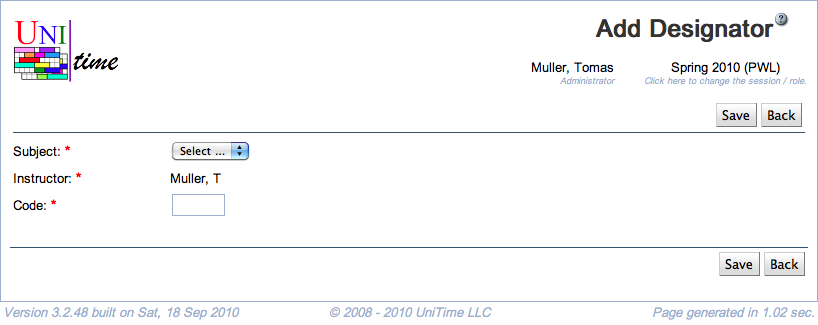 UNI
time
Add Designator ?
Muller, Tomas
Administrator
Spring 2010 (PWL)
Click here to change the session / role.
Save Back
Subject: * Select ...
Instructor: * Muller, T
Code: *
Save Back
Version 3.2.48 built on Sat, 18 Sep 2010 © 2008 - 2010 UniTime LLC Page generated in 1.02 sec.